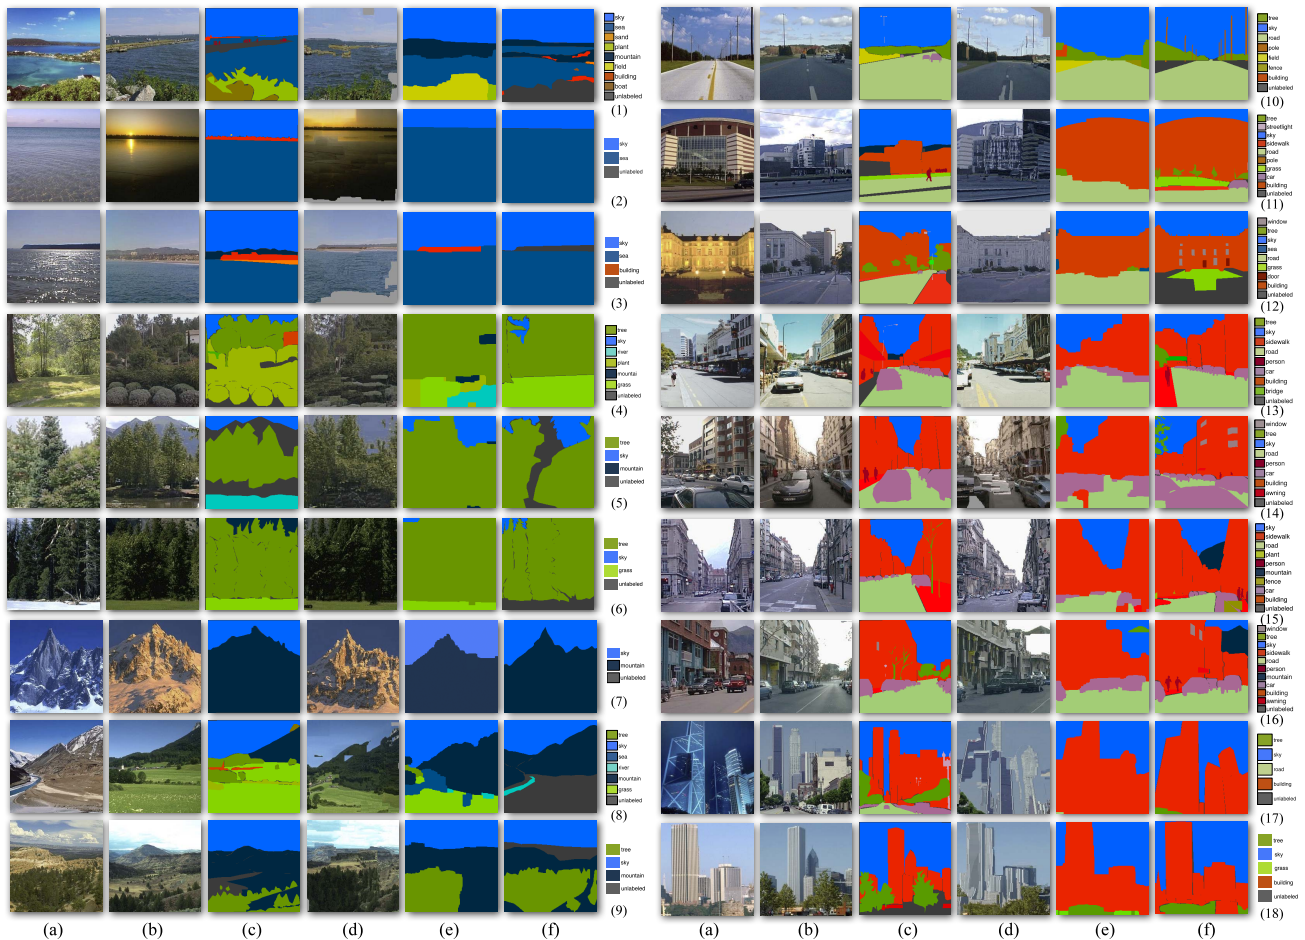 sky
sea
sand
plant
mountain
field
building
boat
unlabeled
(1)
sky
sea
unlabeled
(2)
sky
sea
building
unlabeled
(3)
tree
sky
river
plant
mountai
grass
unlabeled
(4)
tree
sky
mountain
unlabeled
(5)
tree
sky
grass
unlabeled
(6)
sky
mountain
unlabeled
(7)
tree
sky
sea
river
mountain
grass
unlabeled
(8)
tree
sky
mountain
unlabeled
(9)
(a) (b) (c) (d) (e) (f)
tree
sky
road
pole
field
fence
building
unlabeled
(10)
tree
streetlight
sky
sidewalk
road
pole
grass
car
building
unlabeled
(11)
window
tree
sky
sea
road
grass
door
building
unlabeled
(12)
tree
sky
sidewalk
road
person
car
building
bridge
unlabeled
(13)
window
tree
sky
road
person
car
building
awning
unlabeled
(14)
sky
sidewalk
road
plant
person
mountain
fence
car
building
unlabeled
(15)
window
tree
sky
sidewalk
road
person
mountain
car
building
awning
unlabeled
(16)
tree
sky
road
building
unlabeled
(17)
tree
sky
grass
building
unlabeled
(18)
(a) (b) (c) (d) (e) (f)